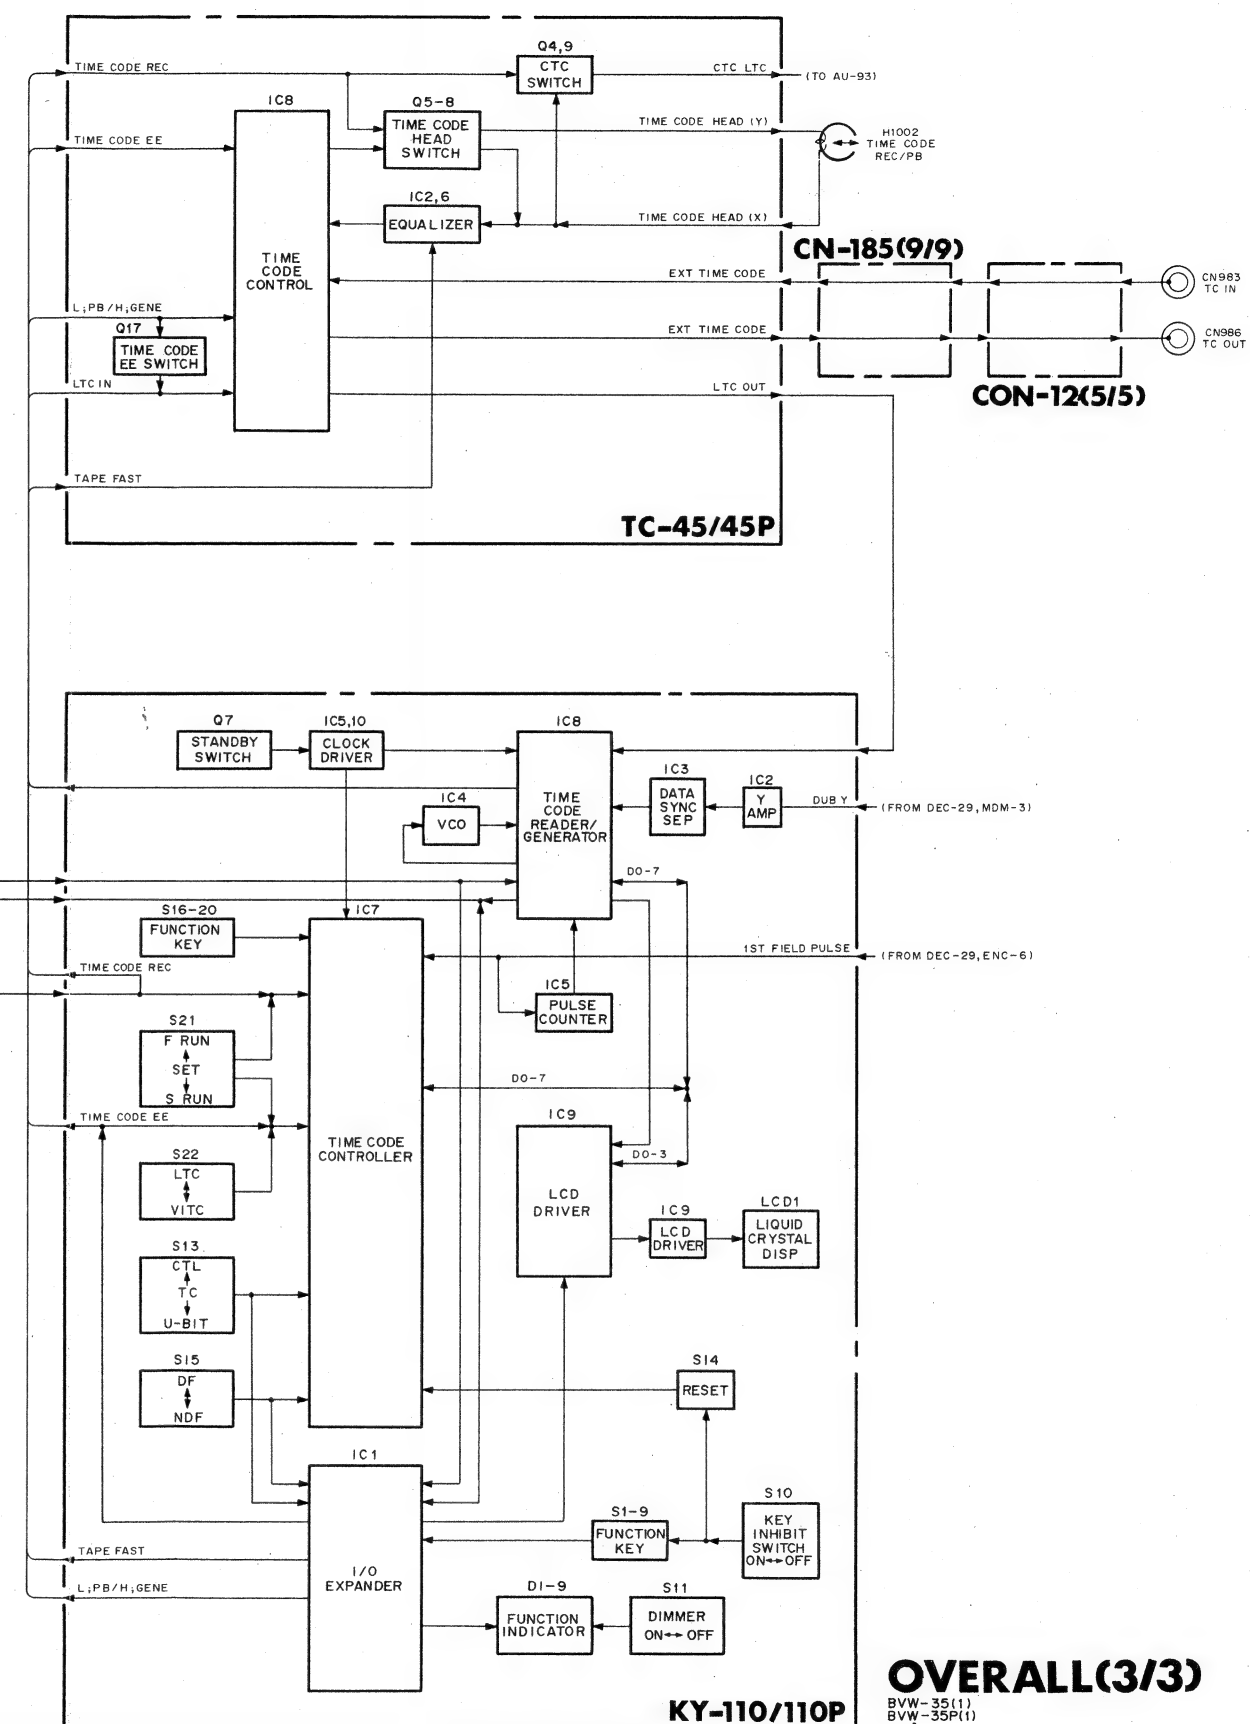 Q4,9
TIME CODE REC
CTC SWITCH
CTC LTC
(TO AU-93)
IC8
Q5-8
TIME CODE HEAD SWITCH
TIME CODE HEAD (Y)
H1002
TIME CODE
REC/PB
TIME CODE EE
IC2,6
EQUALIZER
TIME CODE HEAD (X)
CN-185(9/9)
TIME
CODE
CONTROL
EXT TIME CODE
CN983
TC IN
L;PB/H;GENE
Q17
TIME CODE
EE SWITCH
EXT TIME CODE
CN986
TC OUT
LTC IN
LTC OUT
CON-12(5/5)
TAPE FAST
TC-45/45P
Q7
STANDBY
SWITCH
IC5,10
CLOCK
DRIVER
IC8
TIME
CODE
READER/
GENERATOR
IC3
DATA
SYNC
SEP
IC2
Y
AMP
DUB Y
(FROM DEC-29,MDM-3)
IC4
VCO
DO-7
S16-20
FUNCTION
KEY
IC7
TIME CODE REC
1ST FIELD PULSE
(FROM DEC-29,ENC-6)
IC5
PULSE
COUNTER
S21
F RUN
SET
S RUN
DO-7
TIME CODE EE
IC9
TIME CODE
CONTROLLER
DO-3
S22
LTC
VITC
LCD
DRIVER
IC9
LCD
DRIVER
LCD1
LIQUID
CRYSTAL
DISP
S13
CTL
TC
U-BIT
S15
DF
NDF
S14
RESET
IC1
S1-9
FUNCTION
KEY
S10
KEY
INHIBIT
SWITCH
ON↔OFF
TAPE FAST
I/O
EXPANDER
L;PB/H;GENE
D1-9
FUNCTION
INDICATOR
S11
DIMMER
ON↔OFF
OVERALL(3/3)
BVW-35(1)
BVW-35P(1)
KY-110/110P